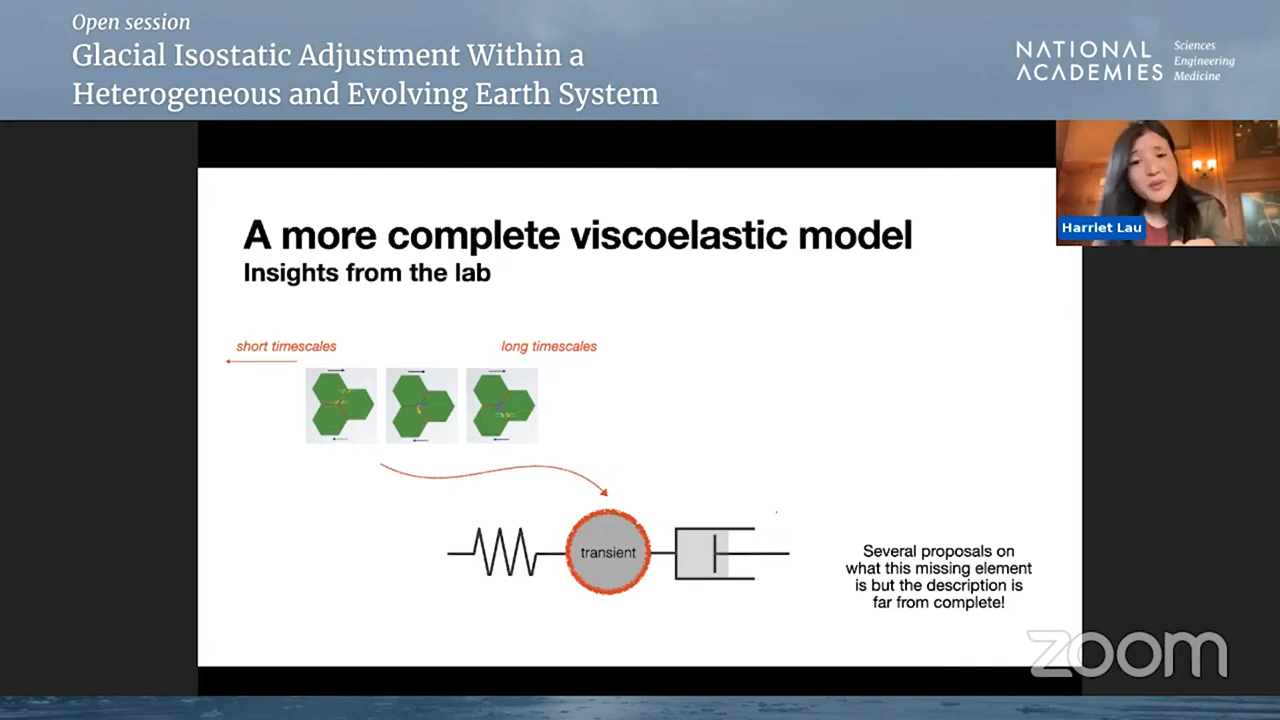 Open session
Glacial Isostatic Adjustment Within a
Heterogeneous and Evolving Earth System
NATIONAL
ACADEMIES
Sciences
Engineering
Medicine
Harriet Lau
A more complete viscoelastic model
Insights from the lab
short timescales
long timescales
transient
Several proposals on
what this missing element
is but the description is
far from complete!
zoom